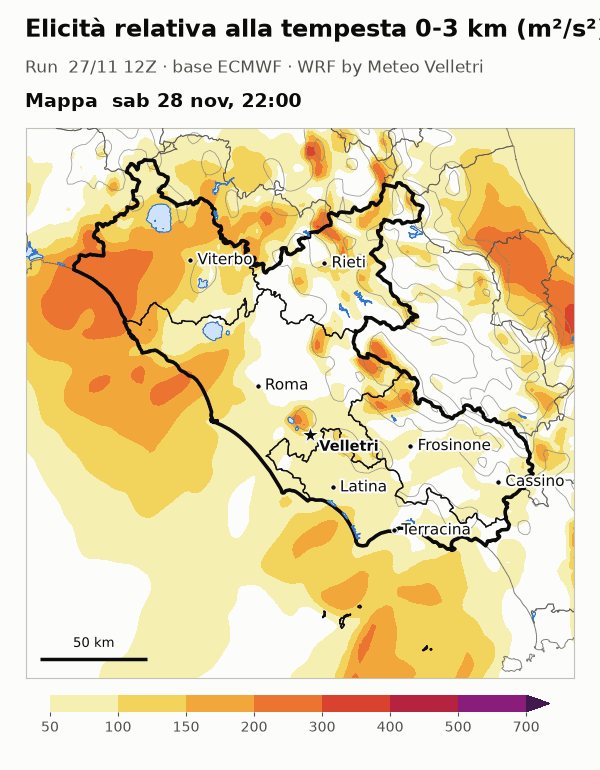 Elicità relativa alla tempesta 0-3 km (m²/s²)
Run 27/11 12Z · base ECMWF · WRF by Meteo Velletri
Mappa sab 28 nov, 22:00
Viterbo
Rieti
Roma
Velletri
Frosinone
Cassino
Latina
Terracina
50 km
50 100 150 200 300 400 500 700